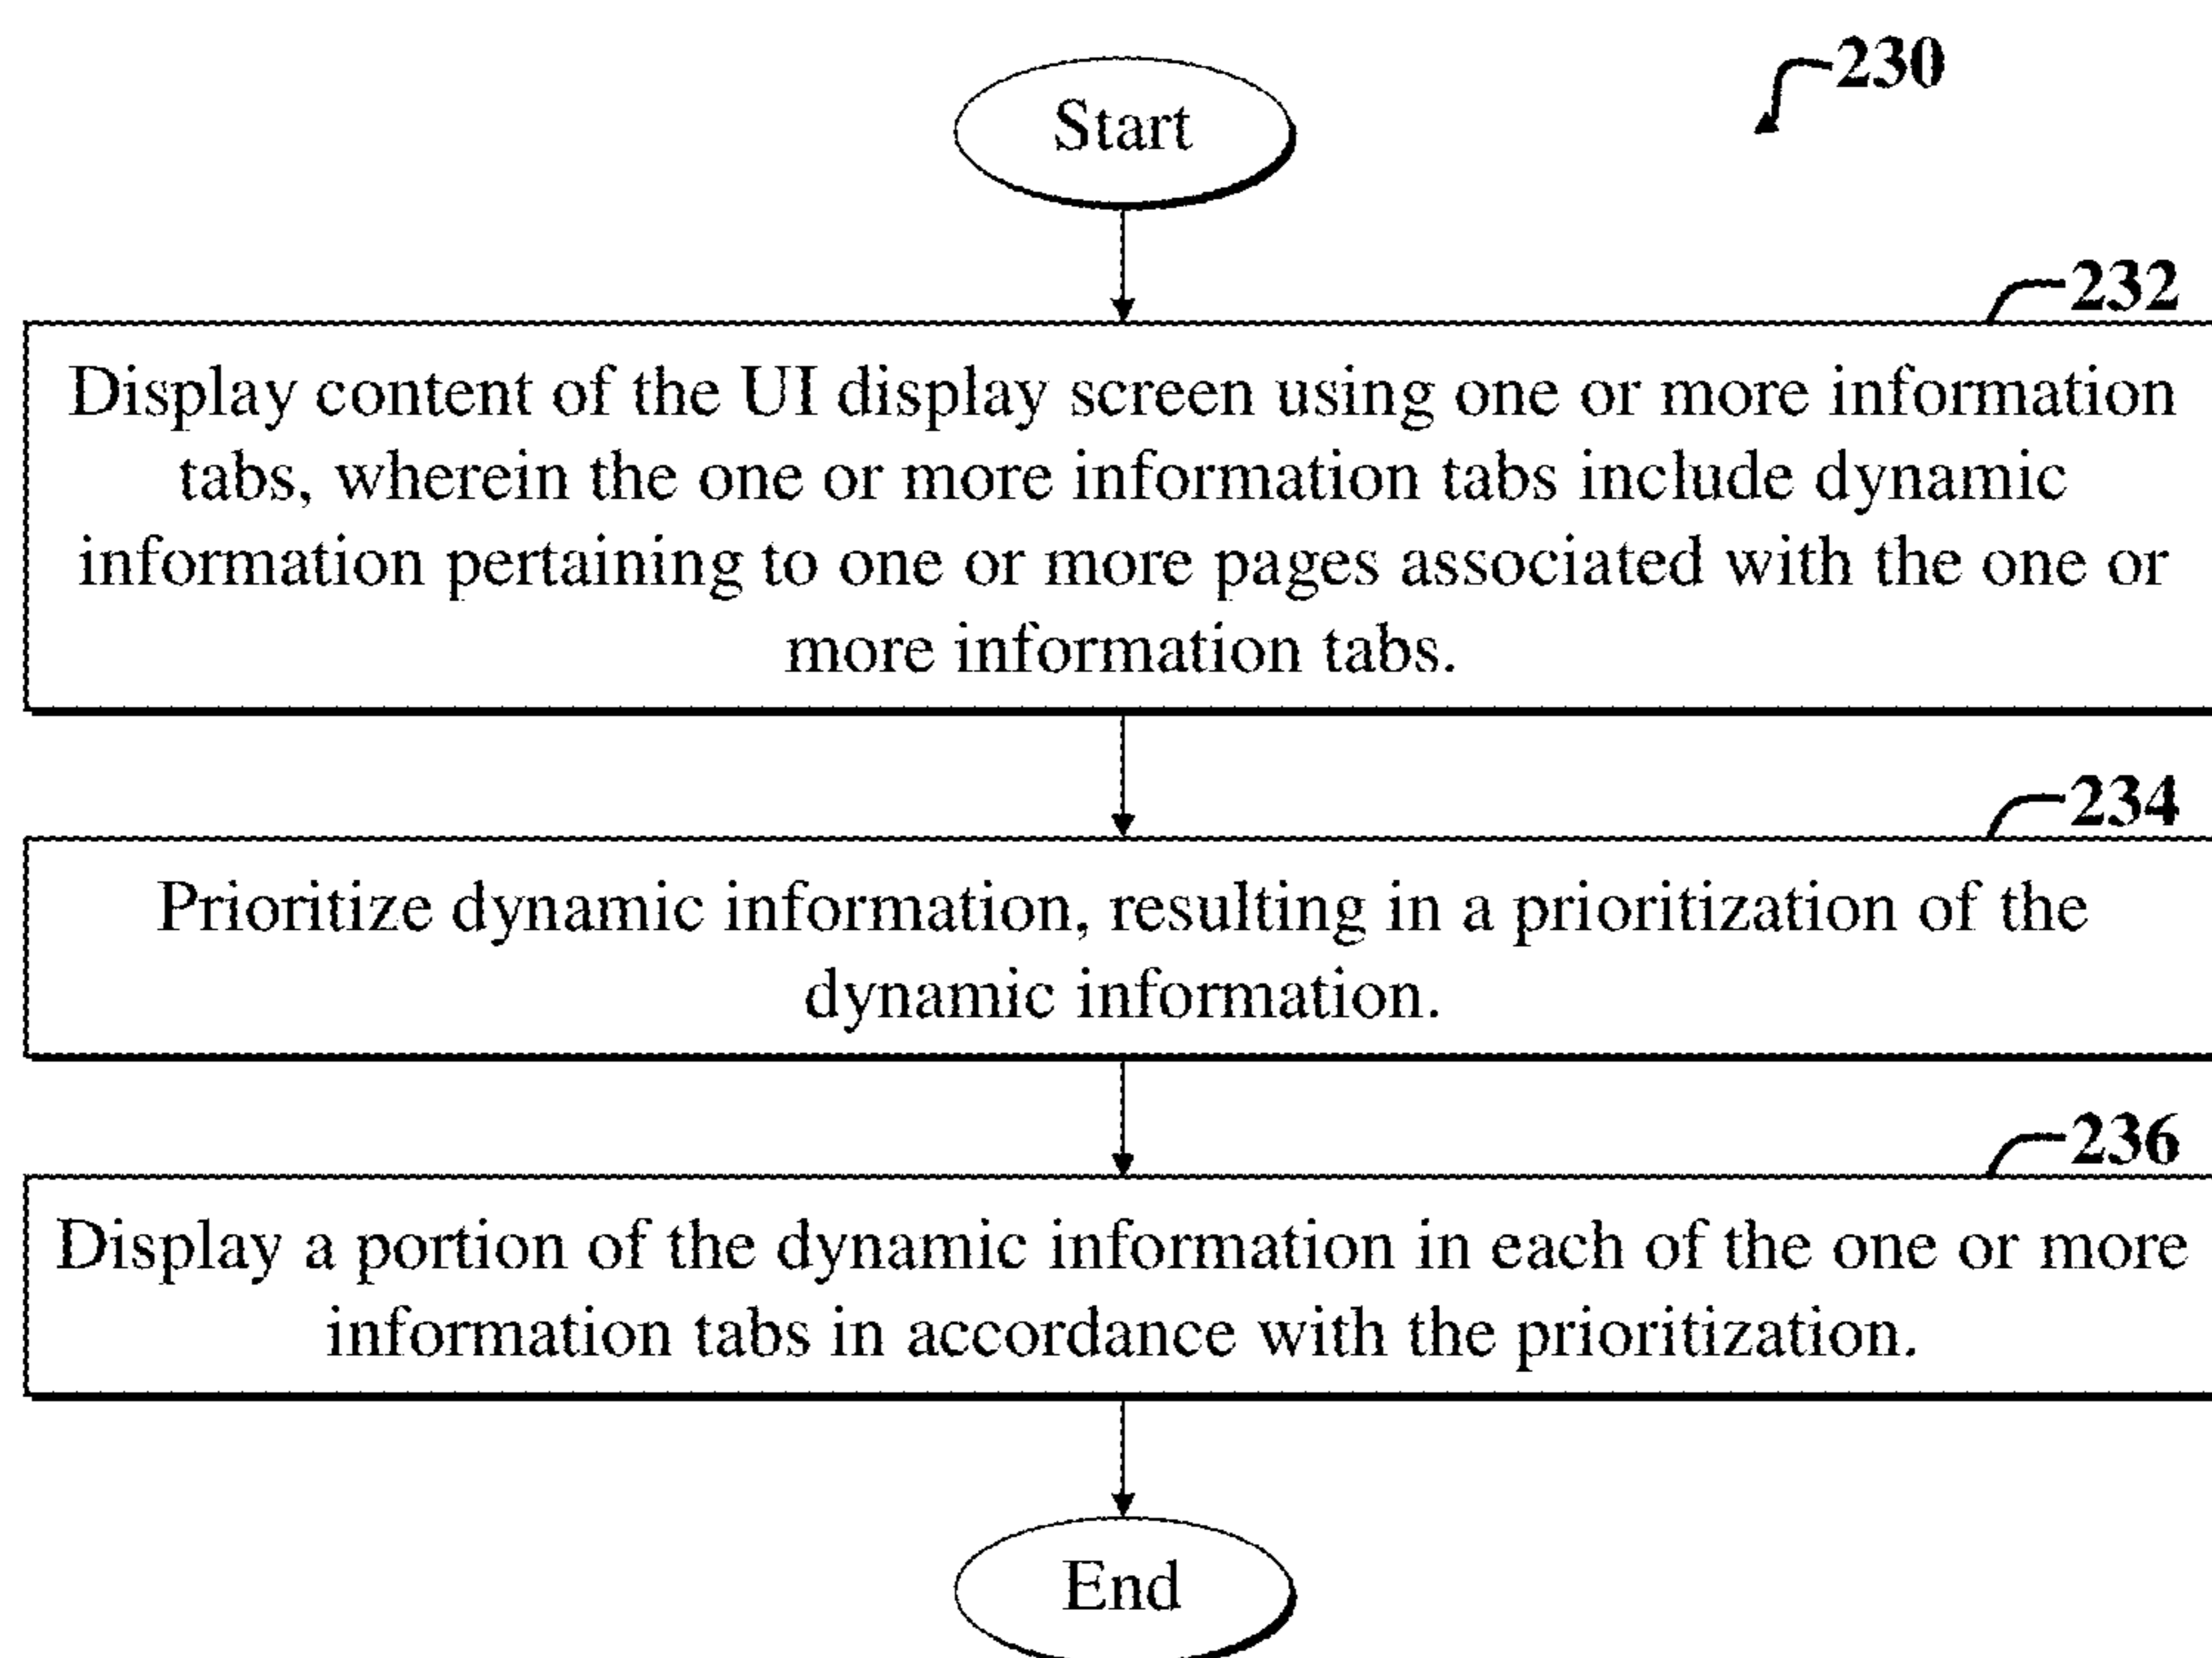 230
Start
232
Display content of the UI display screen using one or more information
tabs, wherein the one or more information tabs include dynamic
information pertaining to one or more pages associated with the one or
more information tabs.
234
Prioritize dynamic information, resulting in a prioritization of the
dynamic information.
236
Display a portion of the dynamic information in each of the one or more
information tabs in accordance with the prioritization.
End